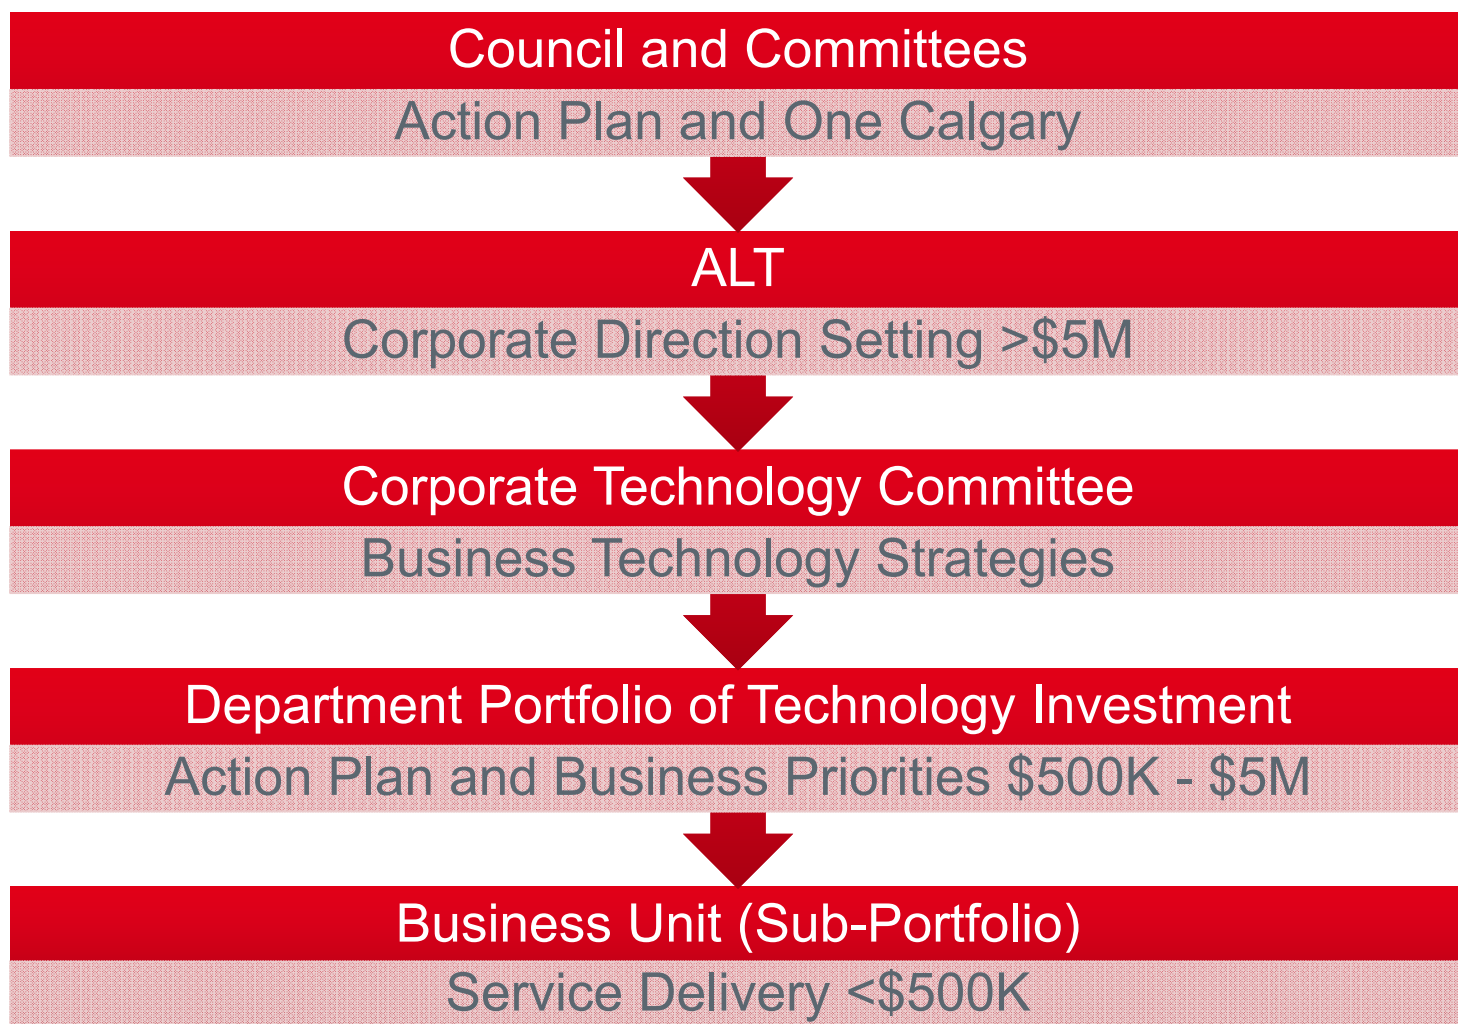 Council and Committees
Action Plan and One Calgary
ALT
Corporate Direction Setting >$5M
Corporate Technology Committee
Business Technology Strategies
Department Portfolio of Technology Investment
Action Plan and Business Priorities $500K - $5M
Business Unit (Sub-Portfolio)
Service Delivery <$500K